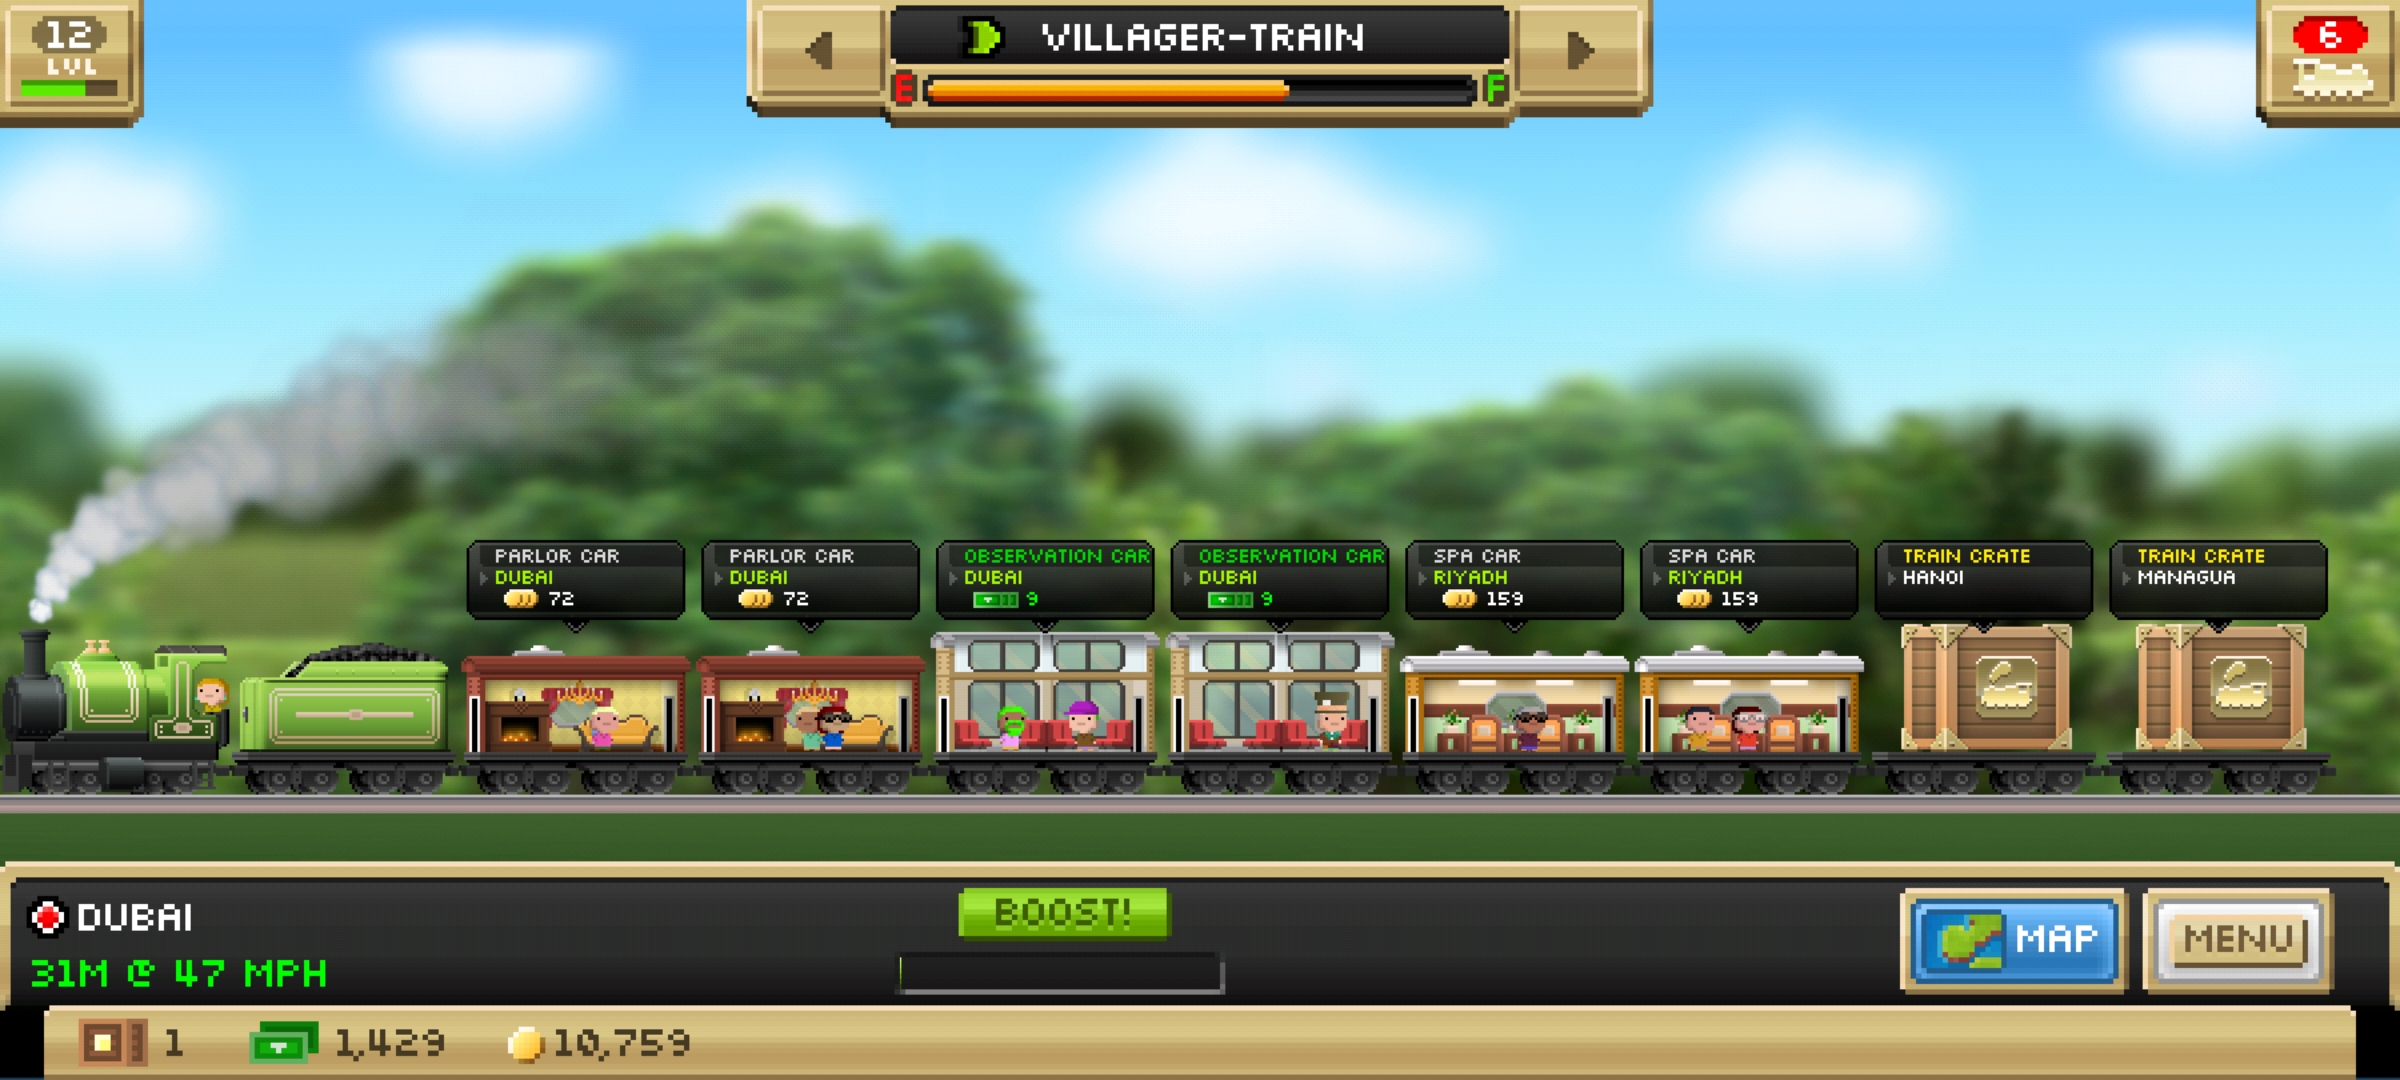 12
LVL
VILLAGER-TRAIN
E
F
6
PARLOR CAR
DUBAI
72
PARLOR CAR
DUBAI
72
OBSERVATION CAR
DUBAI
9
OBSERVATION CAR
DUBAI
9
SPA CAR
RIYADH
159
SPA CAR
RIYADH
159
TRAIN CRATE
HANOI
TRAIN CRATE
MANAGUA
DUBAI
31M @ 47 MPH
BOOST!
MAP
MENU
1
1,429
10,759